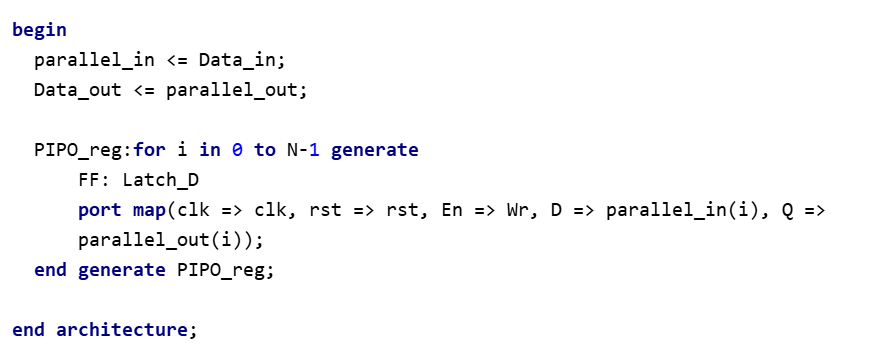 begin
parallel_in <= Data_in;
Data_out <= parallel_out;
PIPO_reg:for i in 0 to N-1 generate
FF: Latch_D
port map(clk => clk, rst => rst, En => Wr, D => parallel_in(i), Q =>
parallel_out(i));
end generate PIPO_reg;
end architecture;